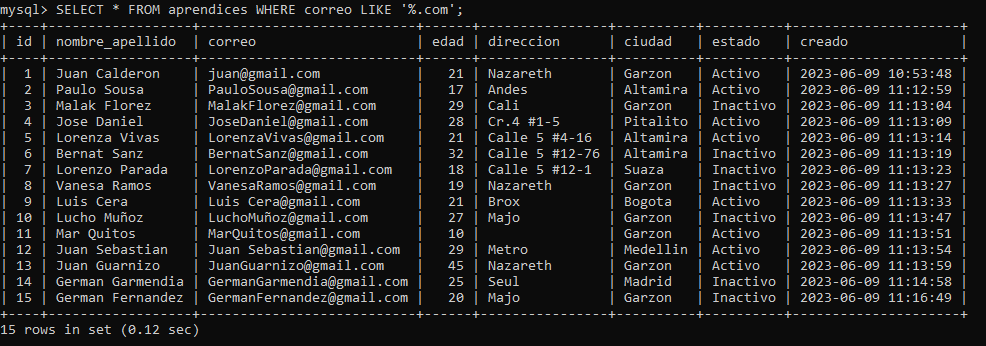 mysql> SELECT * FROM aprendices WHERE correo LIKE '%.com';
+----+------------------+---------------------------+------+---------------+----------+----------+---------------------+
| id | nombre_apellido  | correo                    | edad | direccion     | ciudad   | estado   | creado              |
+----+------------------+---------------------------+------+---------------+----------+----------+---------------------+
|  1 | Juan Calderon    | juan@gmail.com            |   21 | Nazareth      | Garzon   | Activo   | 2023-06-09 10:53:48 |
|  2 | Paulo Sousa      | PauloSousa@gmail.com      |   17 | Andes         | Altamira | Activo   | 2023-06-09 11:12:59 |
|  3 | Malak Florez     | MalakFlorez@gmail.com     |   29 | Cali          | Garzon   | Inactivo | 2023-06-09 11:13:04 |
|  4 | Jose Daniel      | JoseDaniel@gmail.com      |   28 | Cr.4 #1-5     | Pitalito | Activo   | 2023-06-09 11:13:09 |
|  5 | Lorenza Vivas    | LorenzaVivas@gmail.com    |   21 | Calle 5 #4-16 | Altamira | Activo   | 2023-06-09 11:13:14 |
|  6 | Bernat Sanz      | BernatSanz@gmail.com      |   32 | Calle 5 #12-76 | Altamira | Inactivo | 2023-06-09 11:13:19 |
|  7 | Lorenzo Parada   | LorenzoParada@gmail.com   |   18 | Calle 5 #12-1 | Suaza    | Inactivo | 2023-06-09 11:13:23 |
|  8 | Vanesa Ramos     | VanesaRamos@gmail.com     |   19 | Nazareth      | Garzon   | Inactivo | 2023-06-09 11:13:27 |
|  9 | Luis Cera        | Luis Cera@gmail.com       |   21 | Brox          | Bogota   | Activo   | 2023-06-09 11:13:33 |
| 10 | Lucho Muñoz      | LuchoMuñoz@gmail.com      |   27 | Majo          | Garzon   | Inactivo | 2023-06-09 11:13:47 |
| 11 | Mar Quitos       | MarQuitos@gmail.com       |   10 |               | Garzon   | Activo   | 2023-06-09 11:13:51 |
| 12 | Juan Sebastian   | Juan Sebastian@gmail.com  |   29 | Metro         | Medellin | Activo   | 2023-06-09 11:13:54 |
| 13 | Juan Guarnizo    | JuanGuarnizo@gmail.com    |   45 | Nazareth      | Garzon   | Activo   | 2023-06-09 11:13:59 |
| 14 | German Garmendia | GermanGarmendia@gmail.com |   25 | Seul          | Madrid   | Inactivo | 2023-06-09 11:14:58 |
| 15 | German Fernandez | GermanFernandez@gmail.com |   20 | Majo          | Garzon   | Inactivo | 2023-06-09 11:16:49 |
+----+------------------+---------------------------+------+---------------+----------+----------+---------------------+
15 rows in set (0.12 sec)